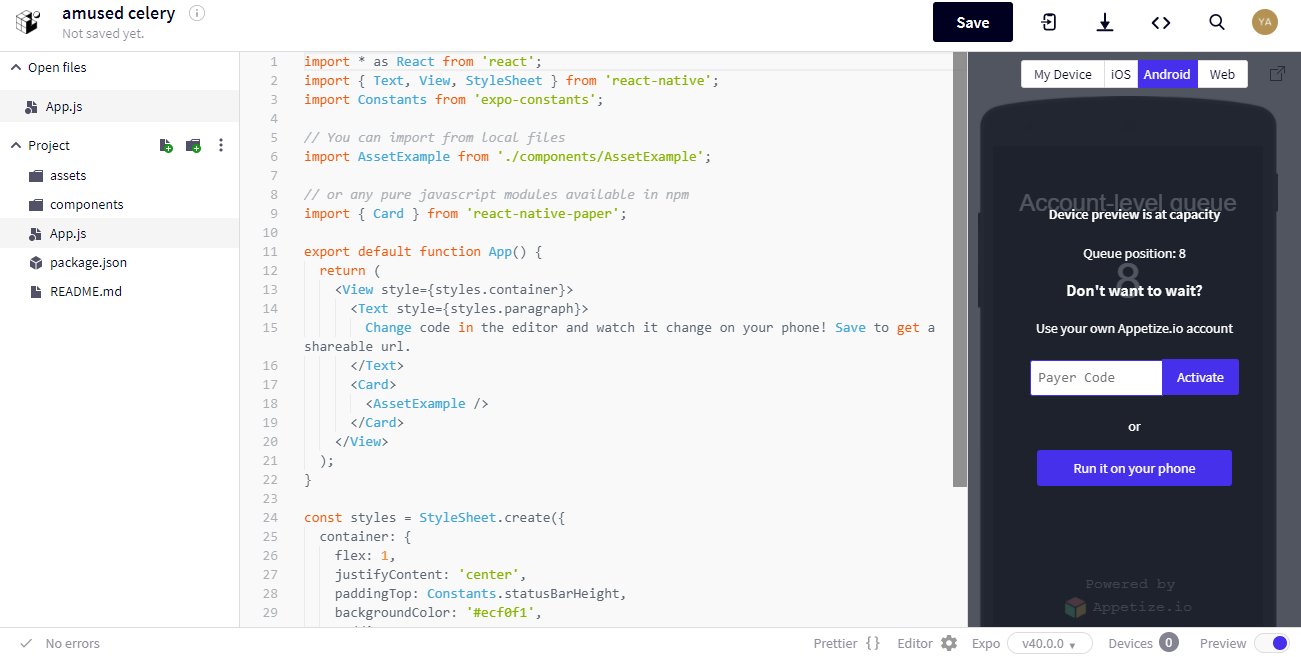 amused celery
Not saved yet.
Save
YA
Open files
App.js
Project
assets
components
App.js
package.json
README.md
1 import * as React from 'react';
2 import { Text, View, StyleSheet } from 'react-native';
3 import Constants from 'expo-constants';
4
5 // You can import from local files
6 import AssetExample from './components/AssetExample';
7
8 // or any pure javascript modules available in npm
9 import { Card } from 'react-native-paper';
10
11 export default function App() {
12 return (
13 <View style={styles.container}>
14 <Text style={styles.paragraph}>
15 Change code in the editor and watch it change on your phone! Save to get a
shareable url.
16 </Text>
17 <Card>
18 <AssetExample />
19 </Card>
20 </View>
21 );
22 }
23
24 const styles = StyleSheet.create({
25 container: {
26 flex: 1,
27 justifyContent: 'center',
28 paddingTop: Constants.statusBarHeight,
29 backgroundColor: '#ecf0f1',
My Device iOS Android Web
Account-level queue
Device preview is at capacity
Queue position: 8
8
Don't want to wait?
Use your own Appetize.io account
Payer Code Activate
or
Run it on your phone
Powered by
Appetize.io
No errors
Prettier {} Editor Expo v40.0.0 Devices 0 Preview